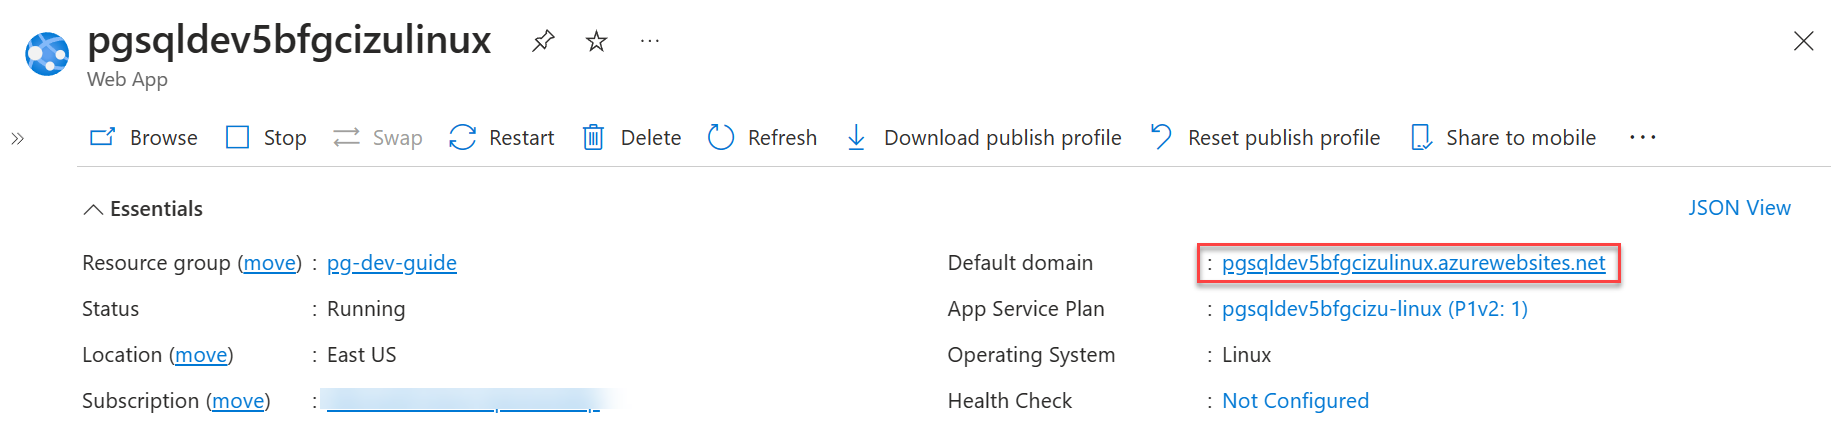 pgsqldev5bfgcizulinux
Web App
Browse Stop Swap Restart Delete Refresh Download publish profile Reset publish profile Share to mobile
Essentials JSON View
Resource group (move) : pg-dev-guide Default domain : pgsqldev5bfgcizulinux.azurewebsites.net
Status : Running App Service Plan : pgsqldev5bfgcizu-linux (P1v2: 1)
Location (move) : East US Operating System : Linux
Subscription (move) : Health Check : Not Configured